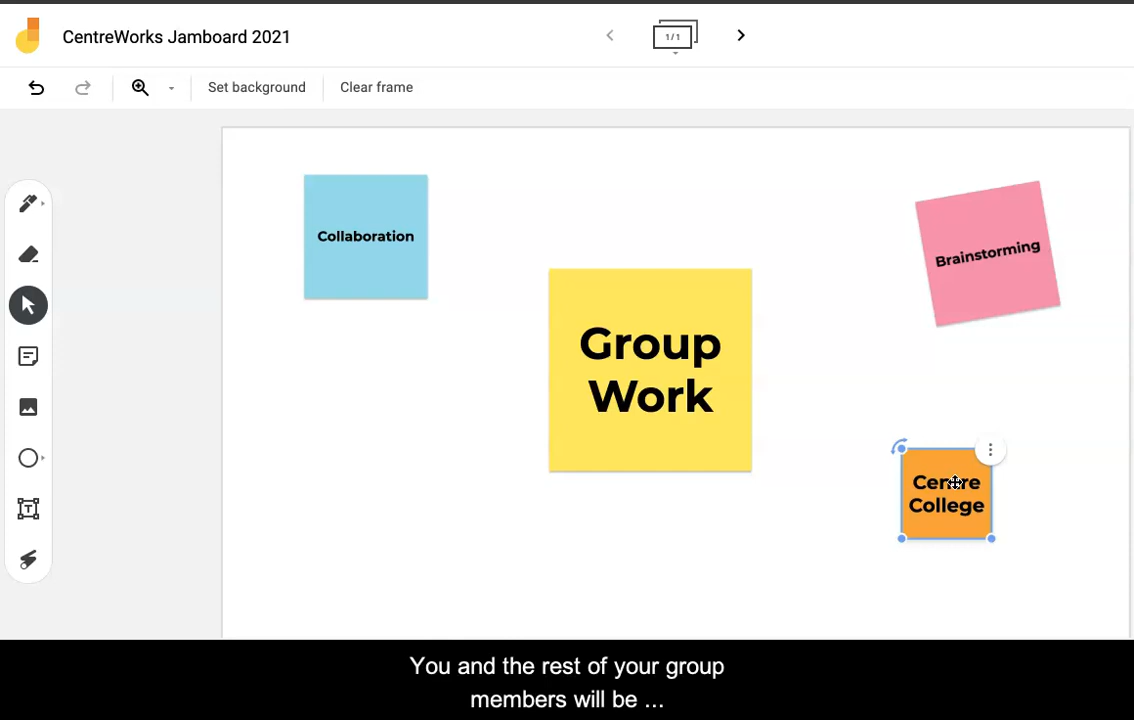 CentreWorks Jamboard 2021
1/1
Set background
Clear frame
Collaboration
Brainstorming
Group
Work
Centre
College
You and the rest of your group
members will be ...